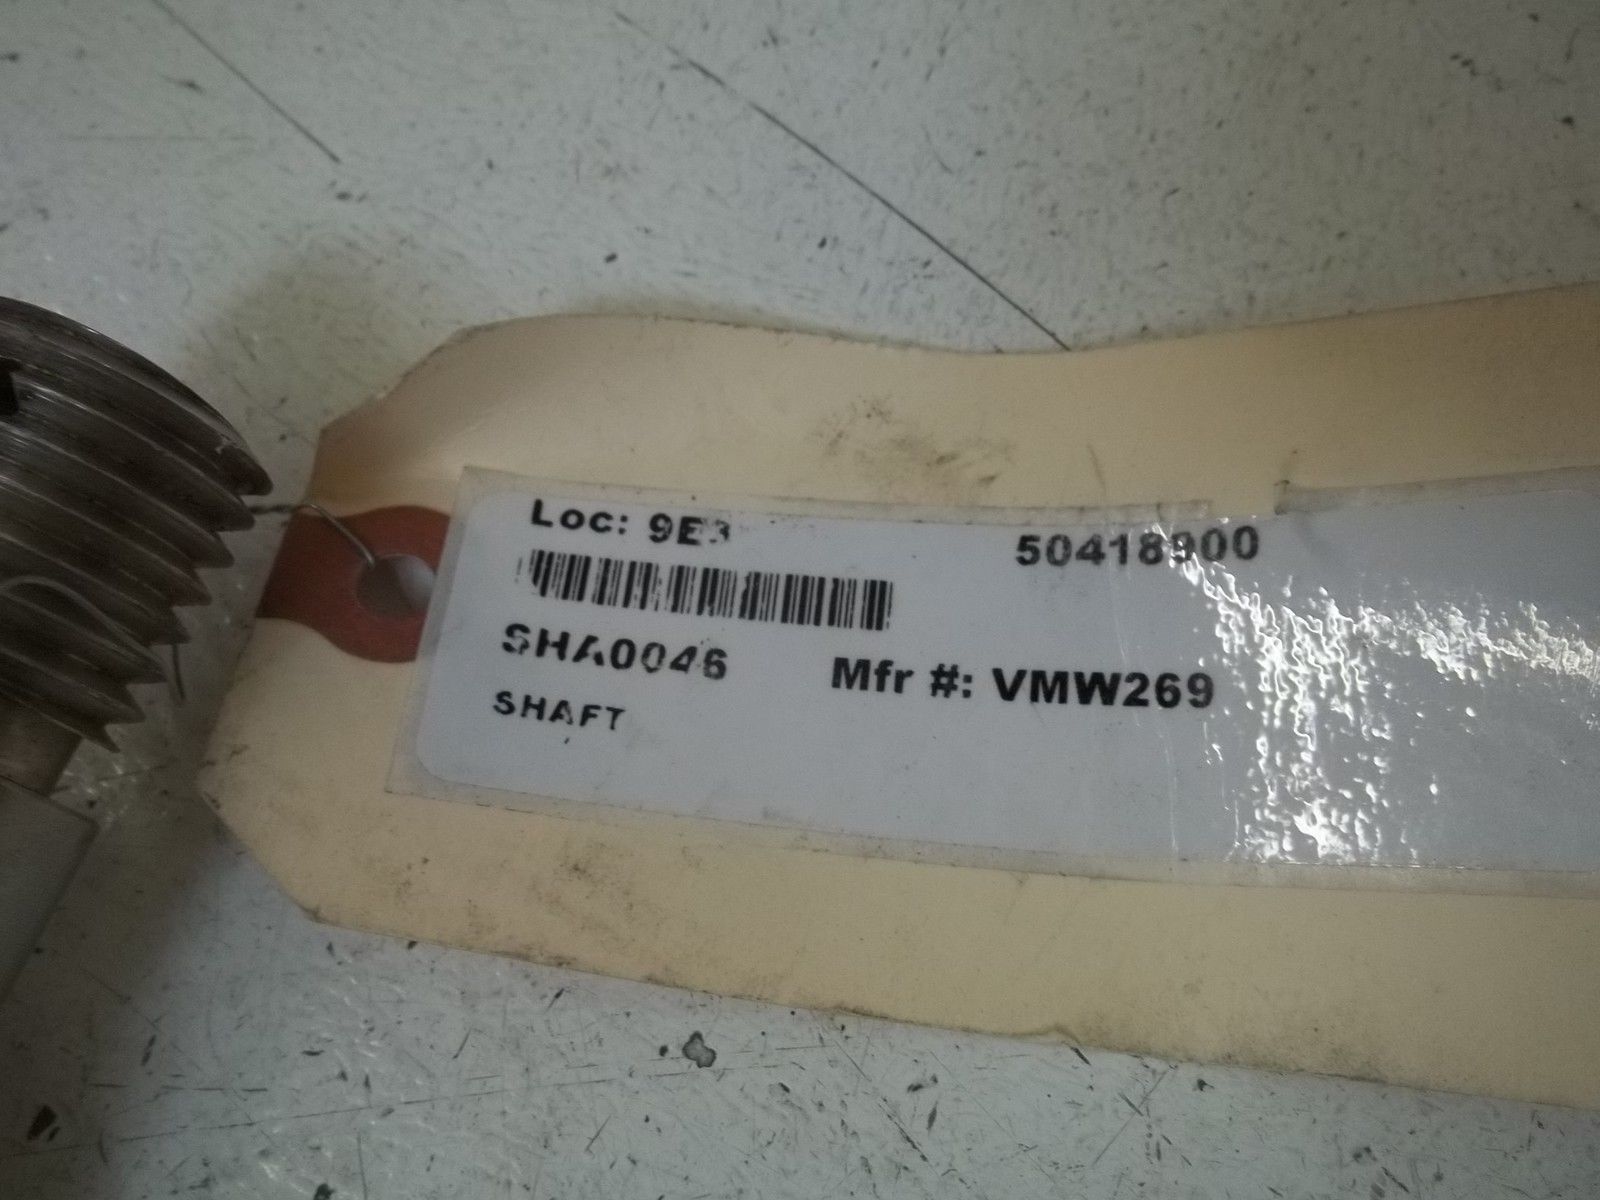 Loc: 9E3 50418900
SHA0046 Mfr #: VMW269
SHAFT